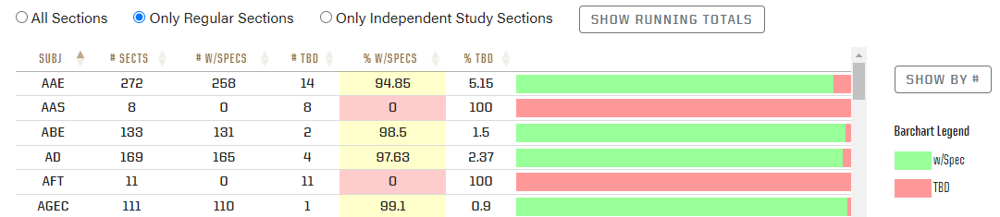 All Sections Only Regular Sections Only Independent Study Sections SHOW RUNNING TOTALS
SUBJ # SECTS # W/SPECS # TBD % W/SPECS % TBD
AAE 272 258 14 94.85 5.15
AAS 8 0 8 0 100
ABE 133 131 2 98.5 1.5
AD 169 165 4 97.63 2.37
AFT 11 0 11 0 100
AGEC 111 110 1 99.1 0.9
SHOW BY #
Barchart Legend
w/Spec
TBD